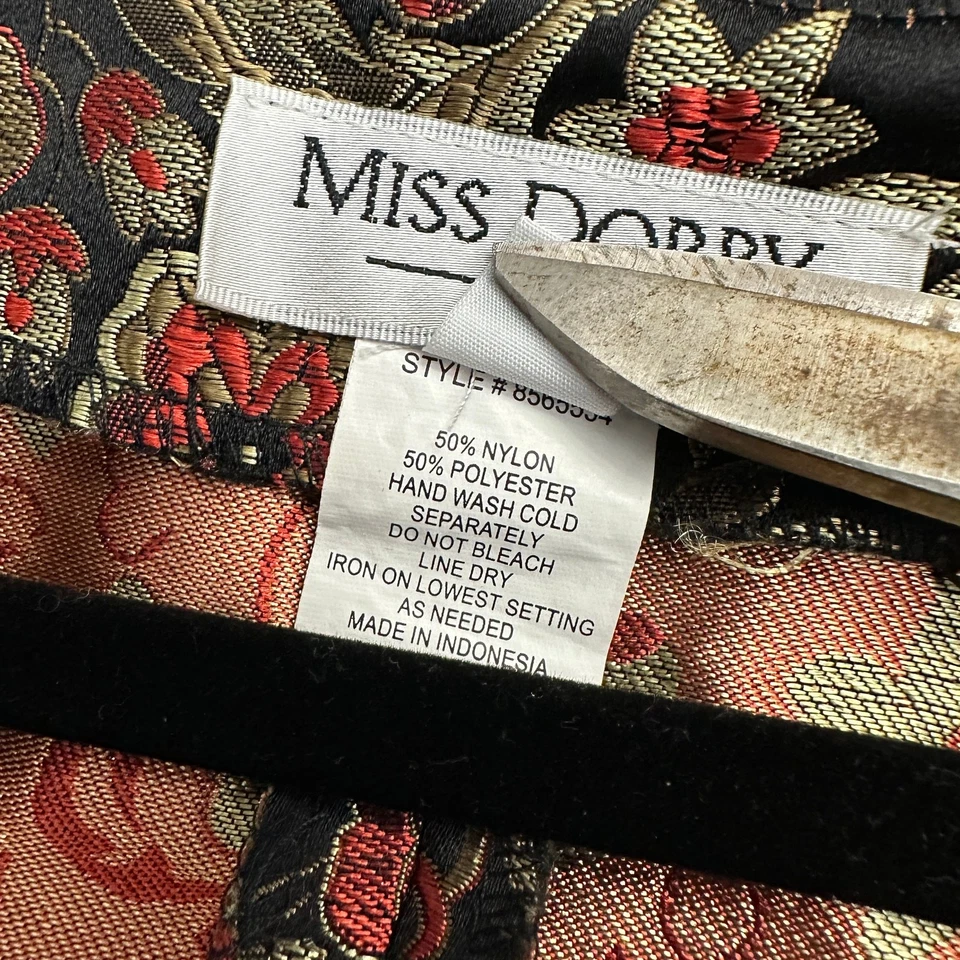 MISS DORBY
STYLE # 8565554
50% NYLON
50% POLYESTER
HAND WASH COLD
SEPARATELY
DO NOT BLEACH
LINE DRY
IRON ON LOWEST SETTING
AS NEEDED
MADE IN INDONESIA